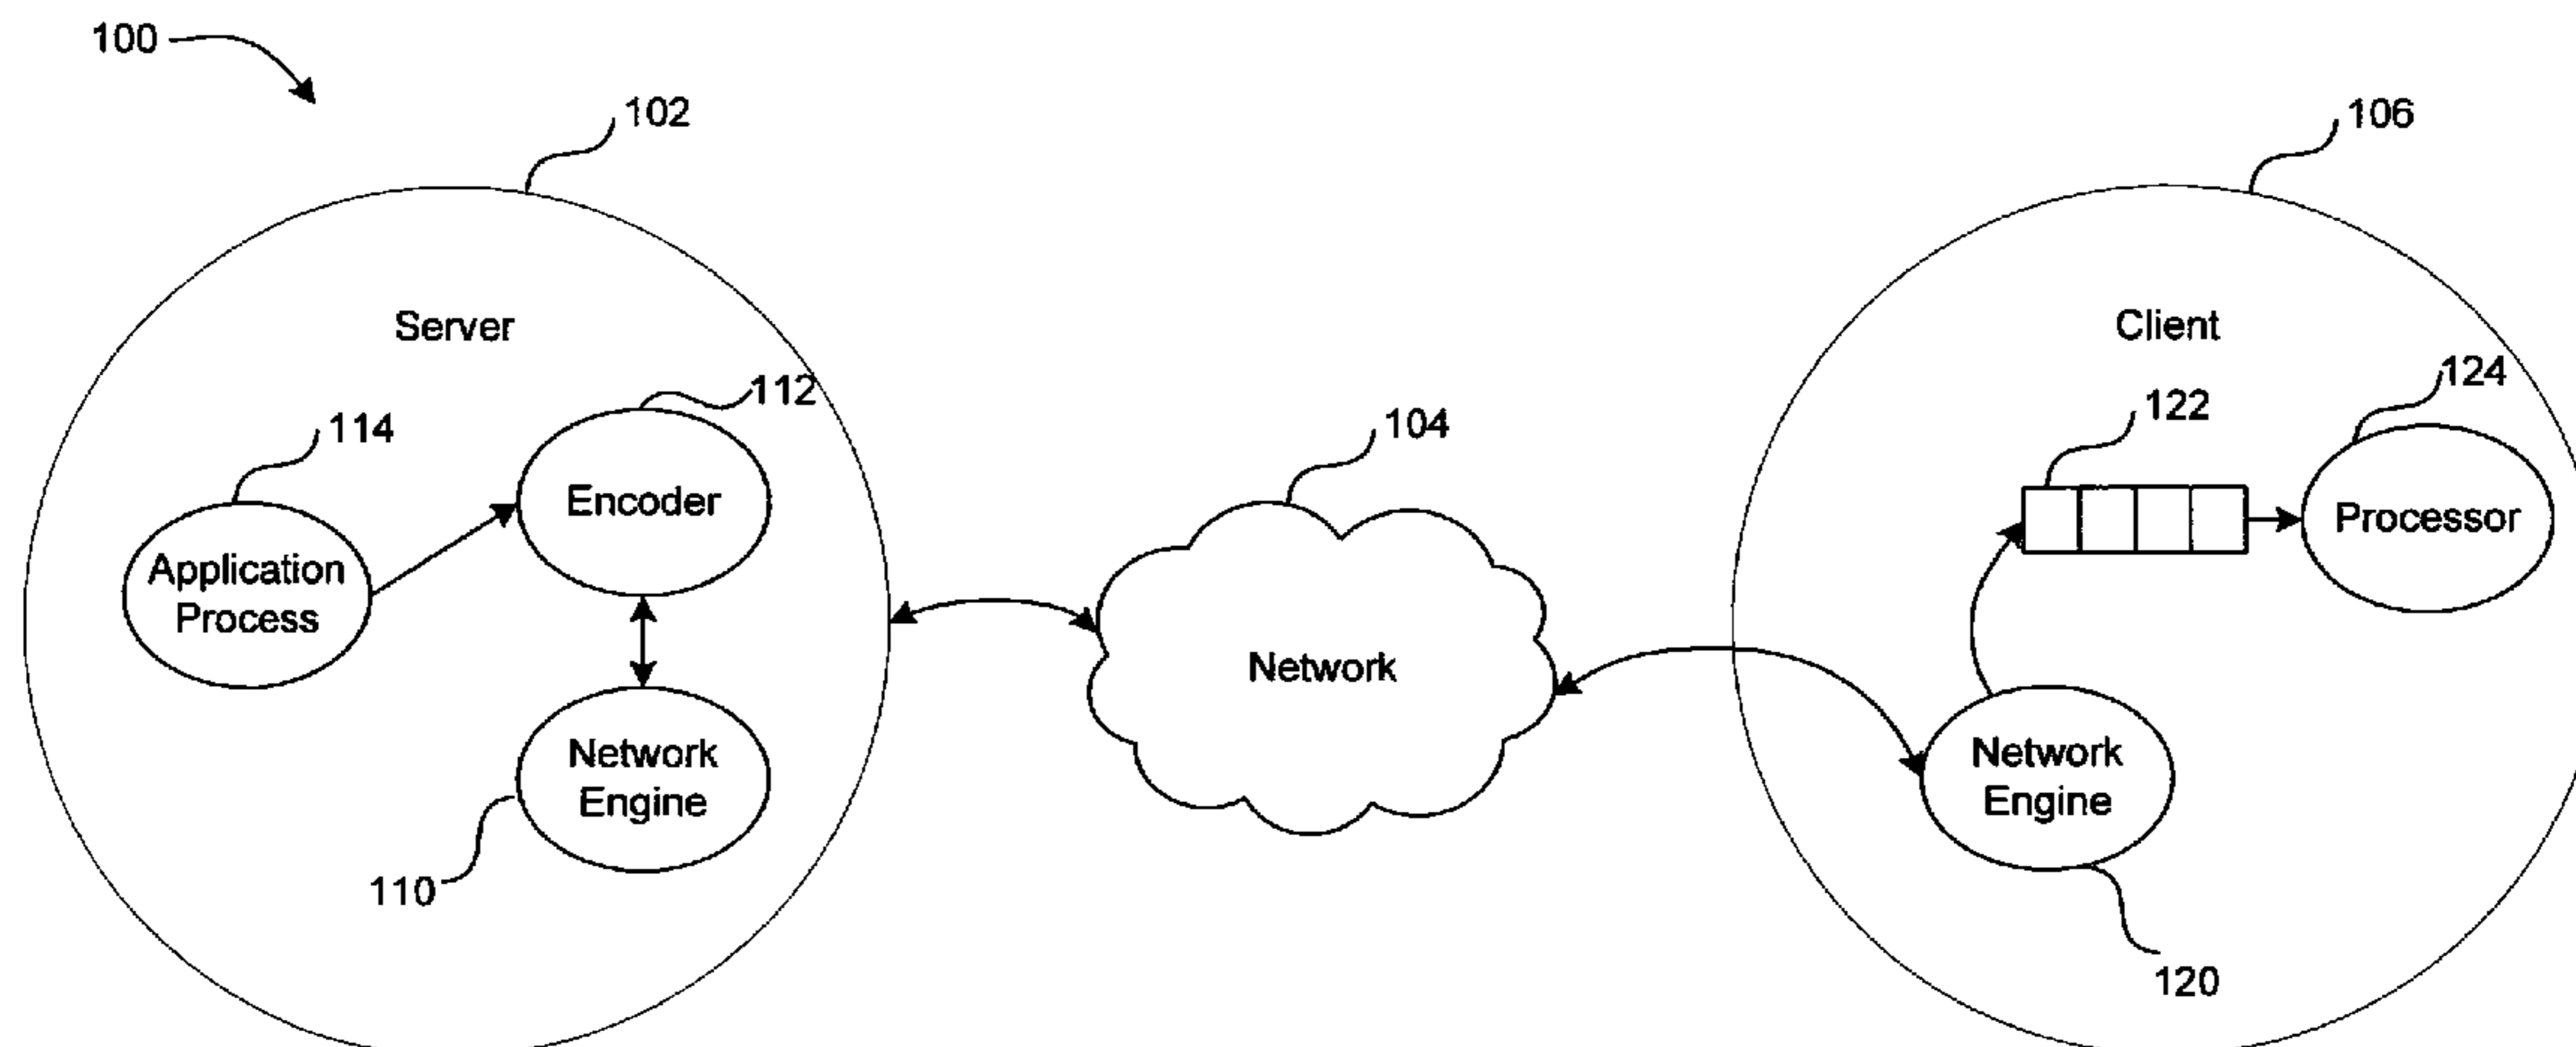 100
102
106
Server
Client
112
124
114
122
104
Encoder
Processor
Application
Process
Network
Network
Engine
Network
Engine
110
120